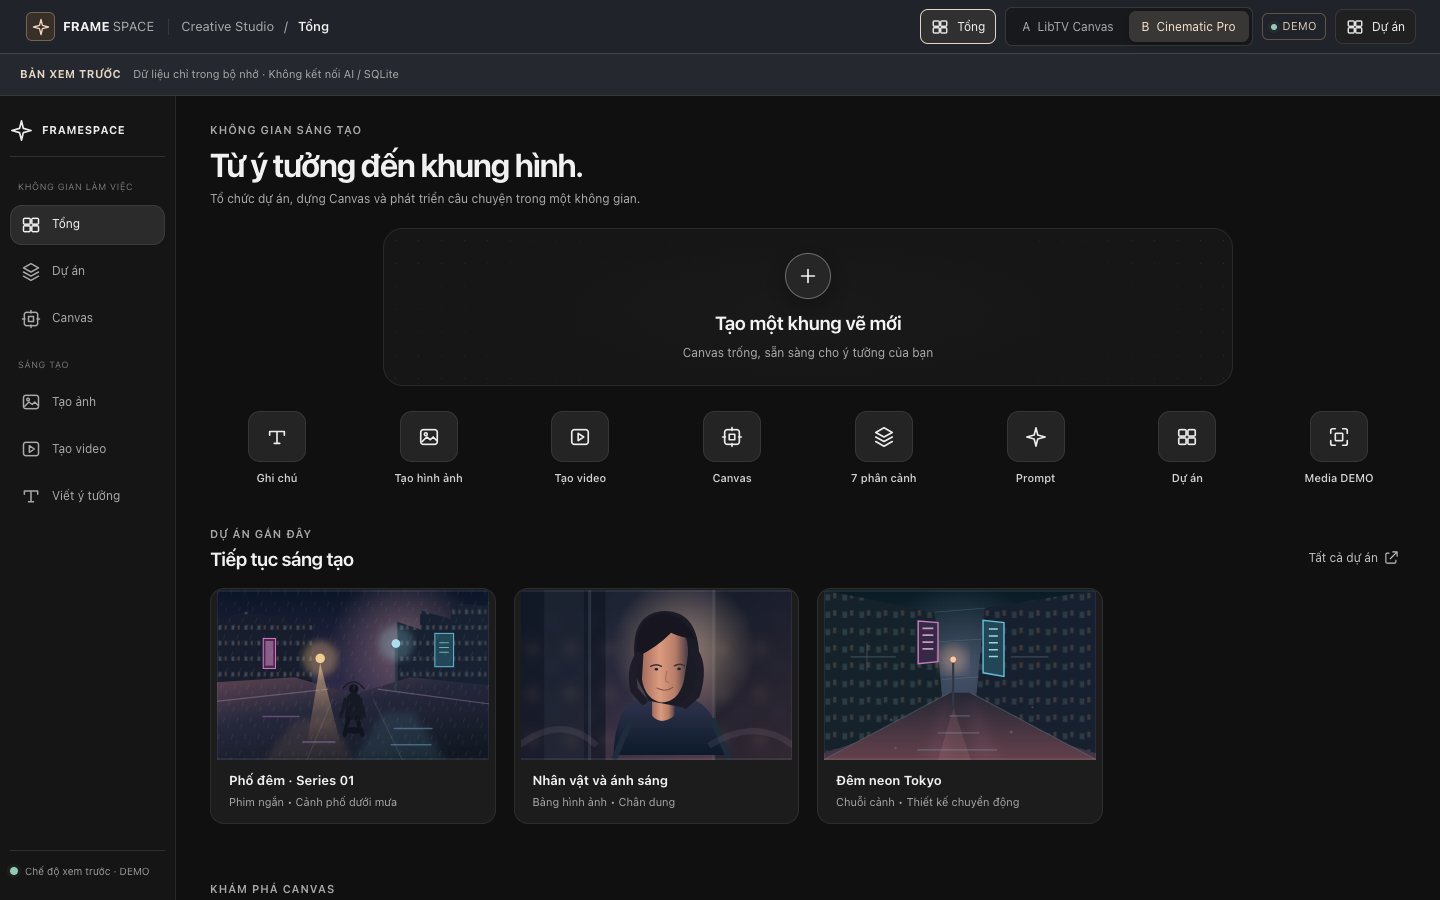 FRAME SPACE
Creative Studio / Tổng
Tổng
A LibTV Canvas
B Cinematic Pro
DEMO
Dự án
BẢN XEM TRƯỚC Dữ liệu chỉ trong bộ nhớ · Không kết nối AI / SQLite
FRAMESPACE
KHÔNG GIAN LÀM VIỆC
Tổng
Dự án
Canvas
SÁNG TẠO
Tạo ảnh
Tạo video
Viết ý tưởng
Chế độ xem trước · DEMO
KHÔNG GIAN SÁNG TẠO
Từ ý tưởng đến khung hình.
Tổ chức dự án, dựng Canvas và phát triển câu chuyện trong một không gian.
Tạo một khung vẽ mới
Canvas trống, sẵn sàng cho ý tưởng của bạn
Ghi chú
Tạo hình ảnh
Tạo video
Canvas
7 phân cảnh
Prompt
Dự án
Media DEMO
DỰ ÁN GẦN ĐÂY
Tiếp tục sáng tạo
Tất cả dự án
Phố đêm · Series 01
Phim ngắn • Cảnh phố dưới mưa
Nhân vật và ánh sáng
Bảng hình ảnh • Chân dung
Đêm neon Tokyo
Chuỗi cảnh • Thiết kế chuyển động
KHÁM PHÁ CANVAS